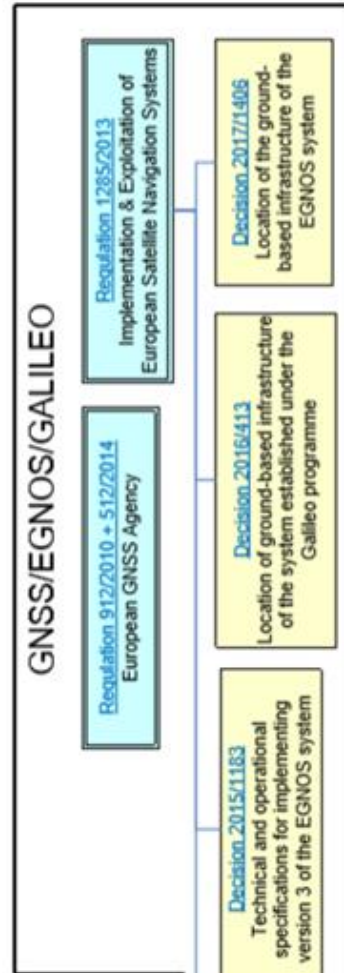 GNSS/EGNOS/GALILEO
Regulation 912/2010 + 512/2014
European GNSS Agency
Regulation 1285/2013
Implementation & Exploitation of
European Satellite Navigation Systems
Decision 2015/1183
Technical and operational
specifications for implementing
version 3 of the EGNOS system
Decision 2016/413
Location of ground-based infrastructure
of the system established under the
Galileo programme
Decision 2017/1406
Location of the ground-
based infrastructure of the
EGNOS system